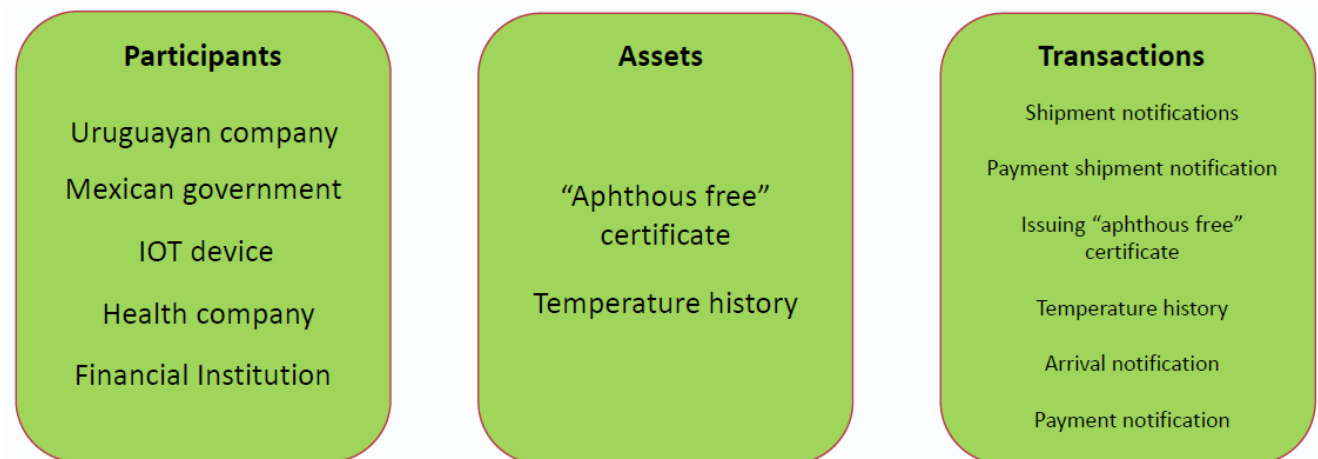 Participants
Uruguayan company
Mexican government
IOT device
Health company
Financial Institution
Assets
“Aphthous free”
certificate
Temperature history
Transactions
Shipment notifications
Payment shipment notification
Issuing “aphthous free”
certificate
Temperature history
Arrival notification
Payment notification